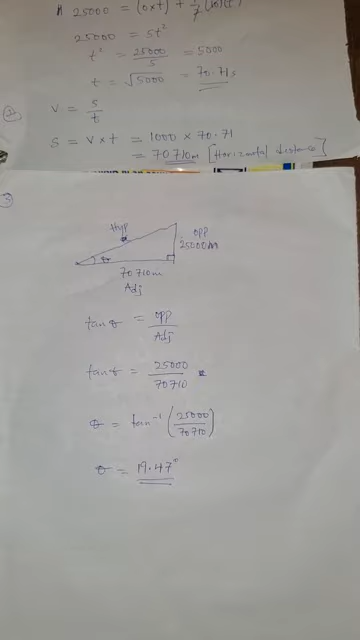 25000 = (0xt) + 1/2 (10)(t²)
25000 = 5t²
t² = 25000/5 = 5000
t = √5000 = 70.71s
②
V = s/t
S = V x t = 1000 x 70.71
= 70710m [Horizontal distance]
③
Hyp
opp
25000m
θ
70710m
Adj
tan θ = opp/Adj
tan θ = 25000/70710
θ = tan⁻¹ (25000/70710)
θ = 19.47°